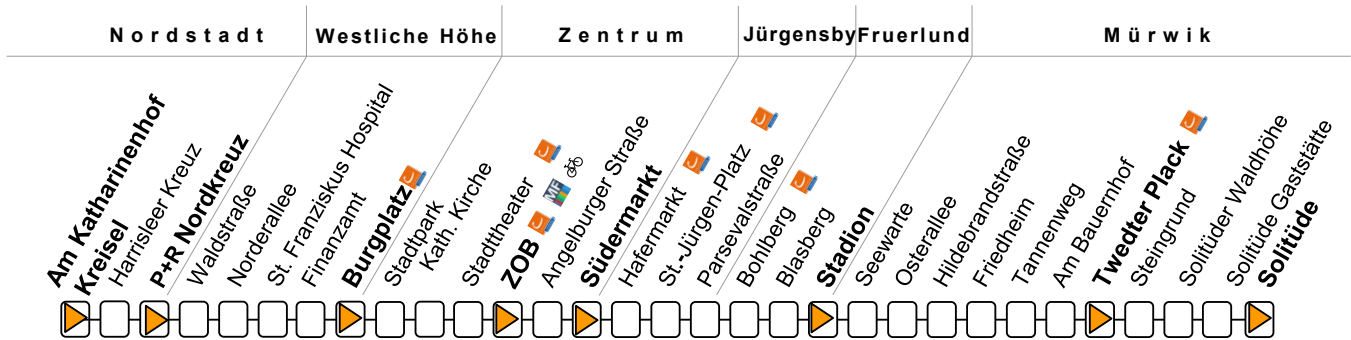 Nordstadt
Westliche Höhe
Zentrum
Jürgensby
Fruerlund
Mürwik
Am Katharinenhof
Kreisel
Harrisleer Kreuz
P+R Nordkreuz
Waldstraße
Norderallee
St. Franziskus Hospital
Finanzamt
Burgplatz
Stadtpark
Kath. Kirche
Stadttheater
ZOB
MF
Angelburger Straße
Südermarkt
Hafermarkt
St.-Jürgen-Platz
Parsevalstraße
Bohlberg
Blasberg
Stadion
Seewarte
Osterallee
Hildebrandstraße
Friedheim
Tannenweg
Am Bauernhof
Twedter Plack
Steingrund
Solitüder Waldhöhe
Solitüde Gaststätte
Solitüde